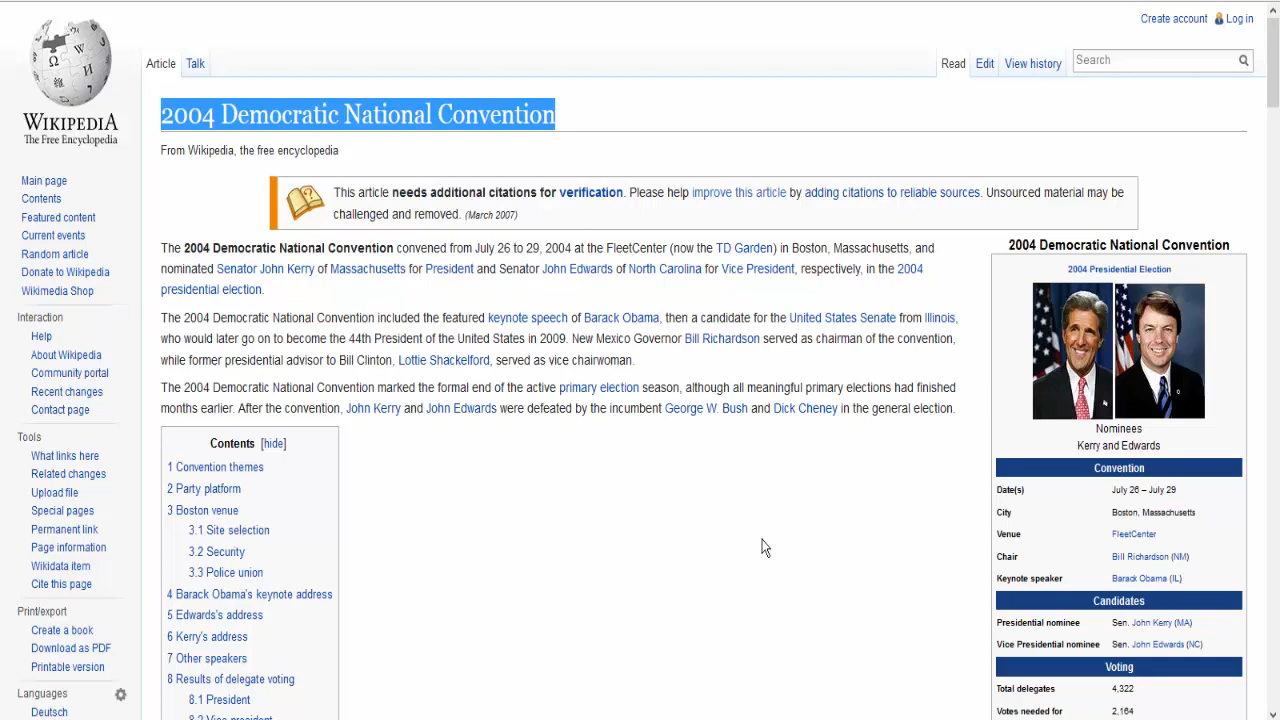 Create account Log in
Article Talk Read Edit View history Search
WIKIPEDIA
The Free Encyclopedia
Main page
Contents
Featured content
Current events
Random article
Donate to Wikipedia
Wikimedia Shop
Interaction
Help
About Wikipedia
Community portal
Recent changes
Contact page
Tools
What links here
Related changes
Upload file
Special pages
Permanent link
Page information
Wikidata item
Cite this page
Print/export
Create a book
Download as PDF
Printable version
Languages
Deutsch
2004 Democratic National Convention
From Wikipedia, the free encyclopedia
This article needs additional citations for verification. Please help improve this article by adding citations to reliable sources. Unsourced material may be
challenged and removed. (March 2007)
The 2004 Democratic National Convention convened from July 26 to 29, 2004 at the FleetCenter (now the TD Garden) in Boston, Massachusetts, and
nominated Senator John Kerry of Massachusetts for President and Senator John Edwards of North Carolina for Vice President, respectively, in the 2004
presidential election.
The 2004 Democratic National Convention included the featured keynote speech of Barack Obama, then a candidate for the United States Senate from Illinois,
who would later go on to become the 44th President of the United States in 2009. New Mexico Governor Bill Richardson served as chairman of the convention,
while former presidential advisor to Bill Clinton, Lottie Shackelford, served as vice chairwoman.
The 2004 Democratic National Convention marked the formal end of the active primary election season, although all meaningful primary elections had finished
months earlier. After the convention, John Kerry and John Edwards were defeated by the incumbent George W. Bush and Dick Cheney in the general election.
Contents [hide]
1 Convention themes
2 Party platform
3 Boston venue
3.1 Site selection
3.2 Security
3.3 Police union
4 Barack Obama's keynote address
5 Edwards's address
6 Kerry's address
7 Other speakers
8 Results of delegate voting
8.1 President
8.2 Vice president
2004 Democratic National Convention
2004 Presidential Election
Nominees
Kerry and Edwards
Convention
Date(s) July 26 – July 29
City Boston, Massachusetts
Venue FleetCenter
Chair Bill Richardson (NM)
Keynote speaker Barack Obama (IL)
Candidates
Presidential nominee Sen. John Kerry (MA)
Vice Presidential nominee Sen. John Edwards (NC)
Voting
Total delegates 4,322
Votes needed for 2,164